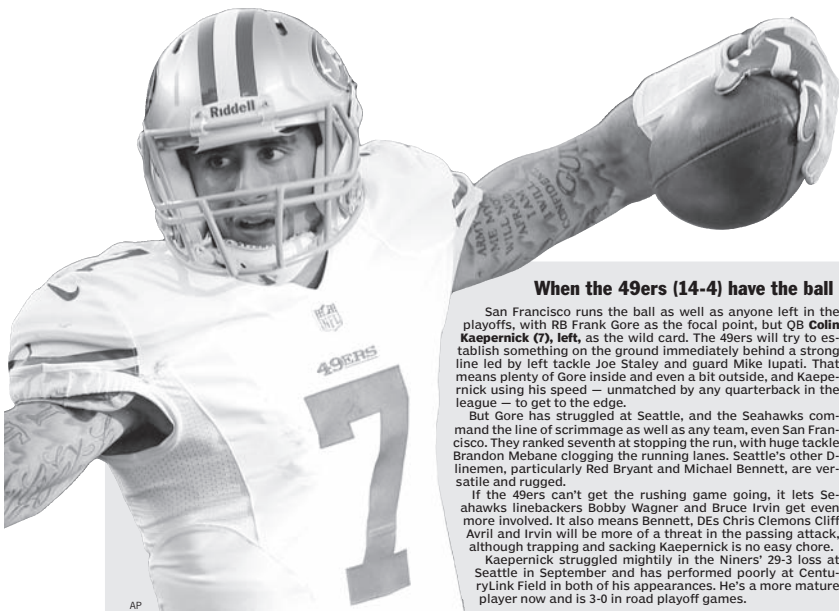 Riddell
NFL
49ERS
7
When the 49ers (14-4) have the ball
San Francisco runs the ball as well as anyone left in the
playoffs, with RB Frank Gore as the focal point, but QB Colin
Kaepernick (7), left, as the wild card. The 49ers will try to es-
tablish something on the ground immediately behind a strong
line led by left tackle Joe Staley and guard Mike Iupati. That
means plenty of Gore inside and even a bit outside, and Kaepe-
rnick using his speed — unmatched by any quarterback in the
league — to get to the edge.
But Gore has struggled at Seattle, and the Seahawks com-
mand the line of scrimmage as well as any team, even San Fran-
cisco. They ranked seventh at stopping the run, with huge tackle
Brandon Mebane clogging the running lanes. Seattle's other D-
linemen, particularly Red Bryant and Michael Bennett, are ver-
satile and rugged.
If the 49ers can't get the rushing game going, it lets Se-
ahawks linebackers Bobby Wagner and Bruce Irvin get even
more involved. It also means Bennett, DEs Chris Clemons Cliff
Avril and Irvin will be more of a threat in the passing attack,
although trapping and sacking Kaepernick is no easy chore.
Kaepernick struggled mightily in the Niners' 29-3 loss at
Seattle in September and has performed poorly at Centu-
ryLink Field in both of his appearances. He's a more mature
player now and is 3-0 in road playoff games.
AP